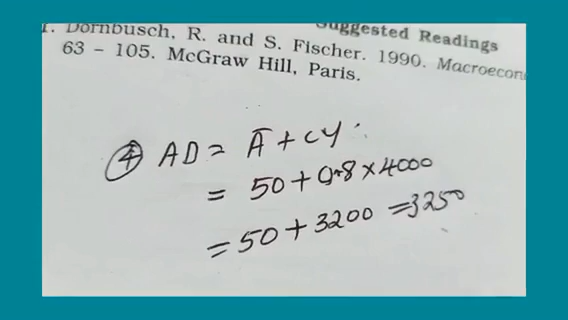 Suggested Readings
1. Dornbusch, R. and S. Fischer. 1990. Macroecon
63 – 105. McGraw Hill, Paris.
④ AD = Ā + CY
= 50 + 0.8 × 4000
= 50 + 3200 = 3250